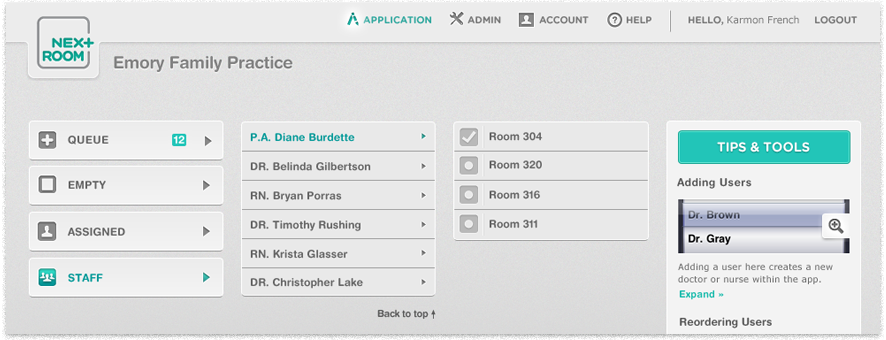 APPLICATION
ADMIN
ACCOUNT
? HELP
HELLO, Karmon French
LOGOUT
NEXT
ROOM
Emory Family Practice
QUEUE 12
EMPTY
ASSIGNED
STAFF
P.A. Diane Burdette
DR. Belinda Gilbertson
RN. Bryan Porras
DR. Timothy Rushing
RN. Krista Glasser
DR. Christopher Lake
Back to top
Room 304
Room 320
Room 316
Room 311
TIPS & TOOLS
Adding Users
Dr. Brown
Dr. Gray
Adding a user here creates a new
doctor or nurse within the app.
Expand »
Reordering Users